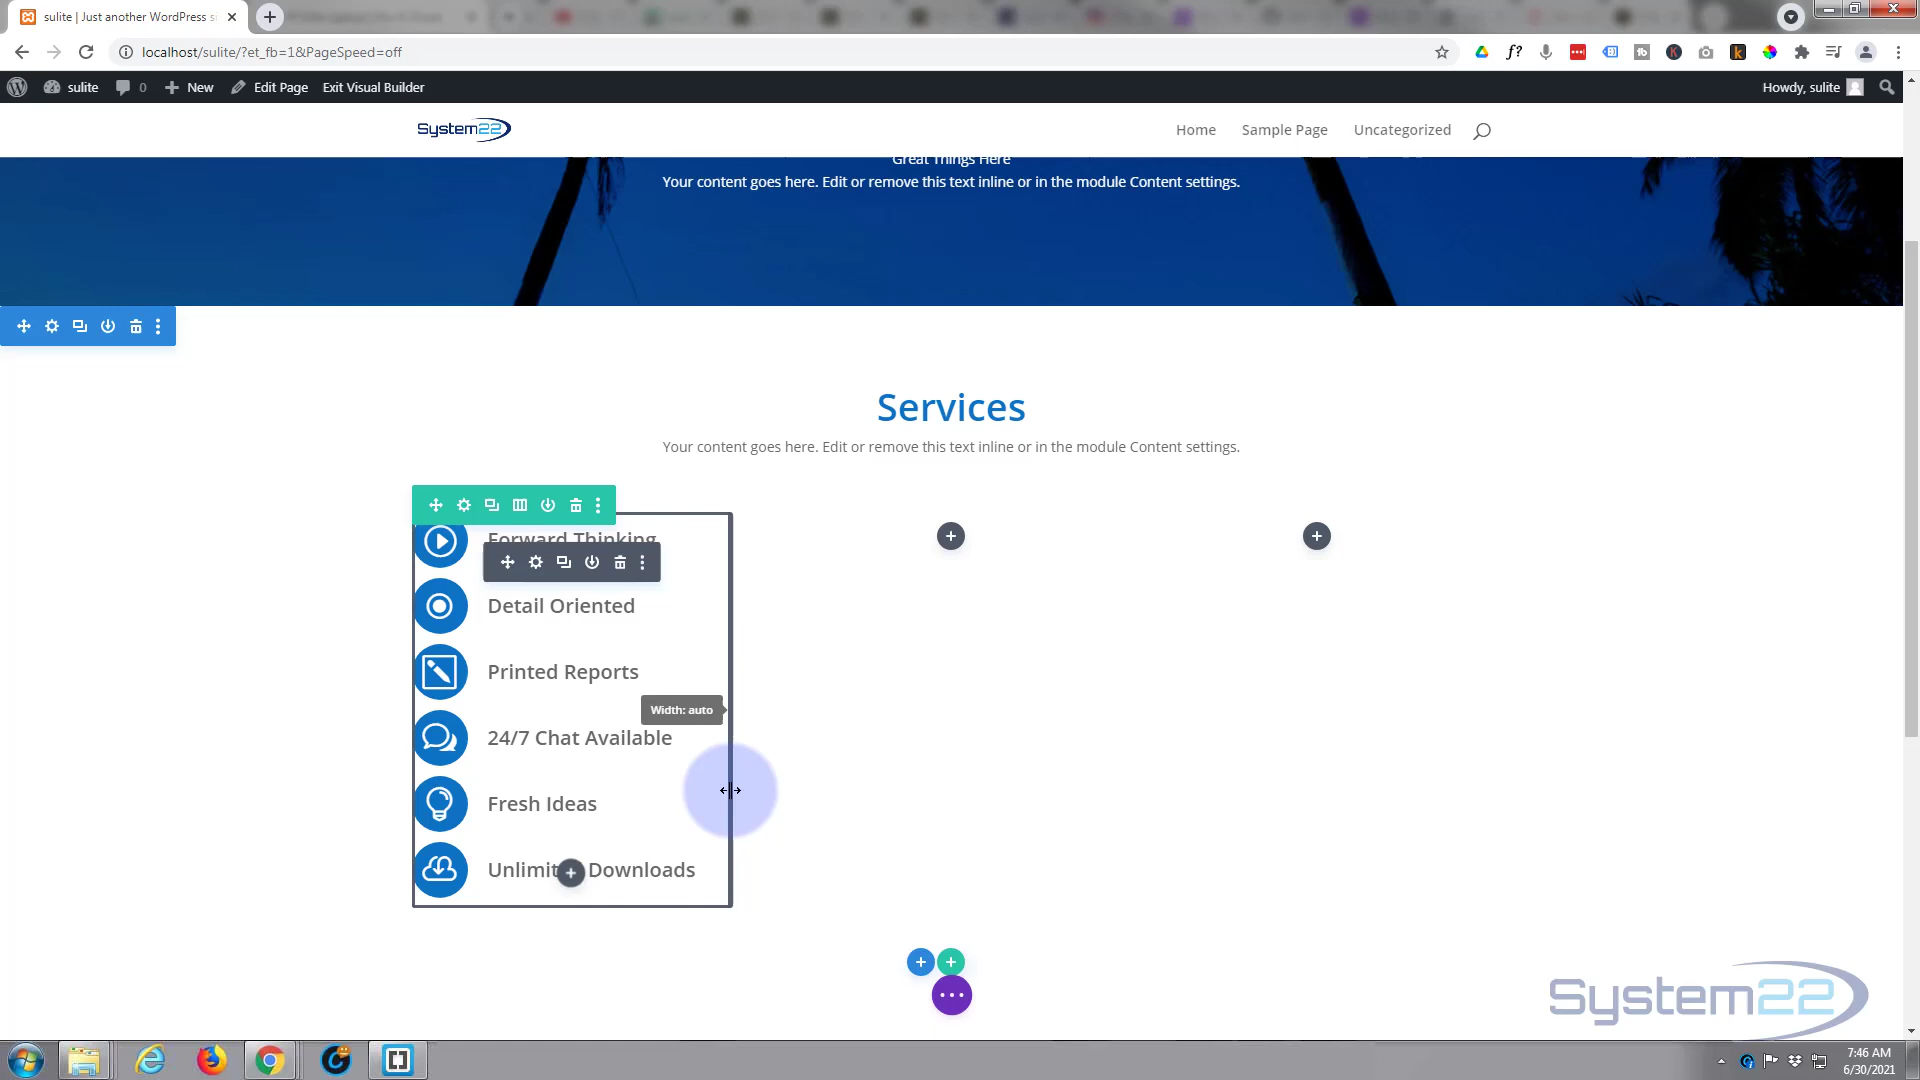 sulite | Just another WordPress si
localhost/sulite/?et_fb=1&PageSpeed=off
sulite 0 New Edit Page Exit Visual Builder Howdy, sulite
System22 Home Sample Page Uncategorized
Great Things Here
Your content goes here. Edit or remove this text inline or in the module Content settings.
Services
Your content goes here. Edit or remove this text inline or in the module Content settings.
Forward Thinking
Detail Oriented
Printed Reports
Width: auto
24/7 Chat Available
Fresh Ideas
Unlimit Downloads
System22
7:46 AM
6/30/2021